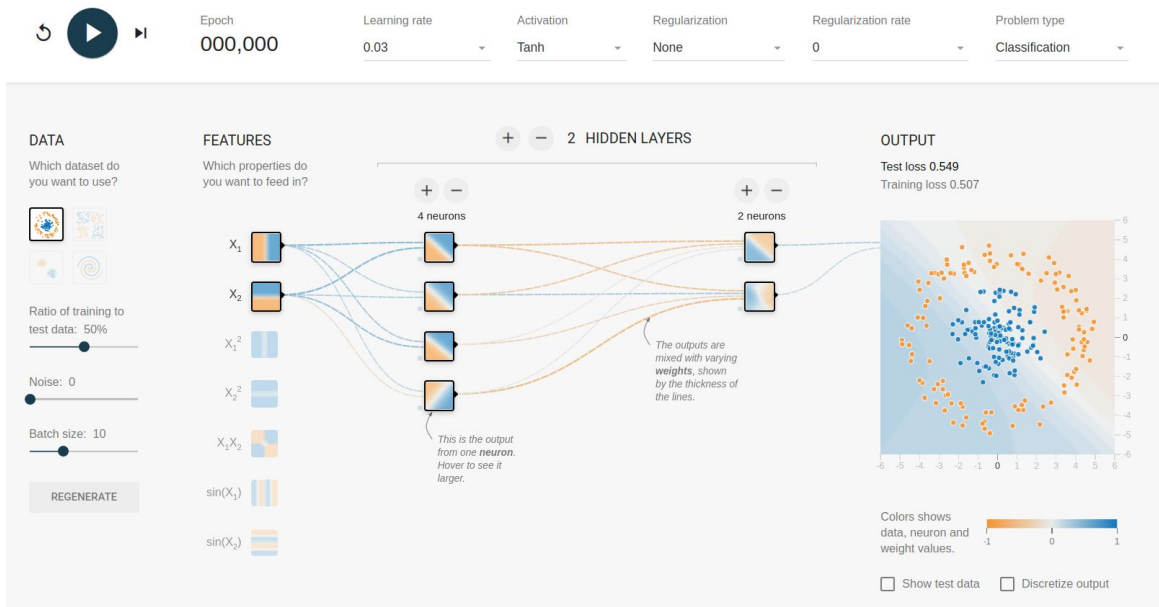 Epoch
000,000
Learning rate
0.03
Activation
Tanh
Regularization
None
Regularization rate
0
Problem type
Classification
DATA
Which dataset do
you want to use?
Ratio of training to
test data: 50%
Noise: 0
Batch size: 10
REGENERATE
FEATURES
Which properties do
you want to feed in?
X1
X2
X1²
X2²
X1X2
sin(X1)
sin(X2)
+ − 2 HIDDEN LAYERS
+ −
4 neurons
+ −
2 neurons
This is the output
from one neuron.
Hover to see it
larger.
The outputs are
mixed with varying
weights, shown
by the thickness of
the lines.
OUTPUT
Test loss 0.549
Training loss 0.507
6
5
4
3
2
1
0
-1
-2
-3
-4
-5
-6
-6 -5 -4 -3 -2 -1 0 1 2 3 4 5 6
Colors shows
data, neuron and
weight values.
-1 0 1
Show test data
Discretize output